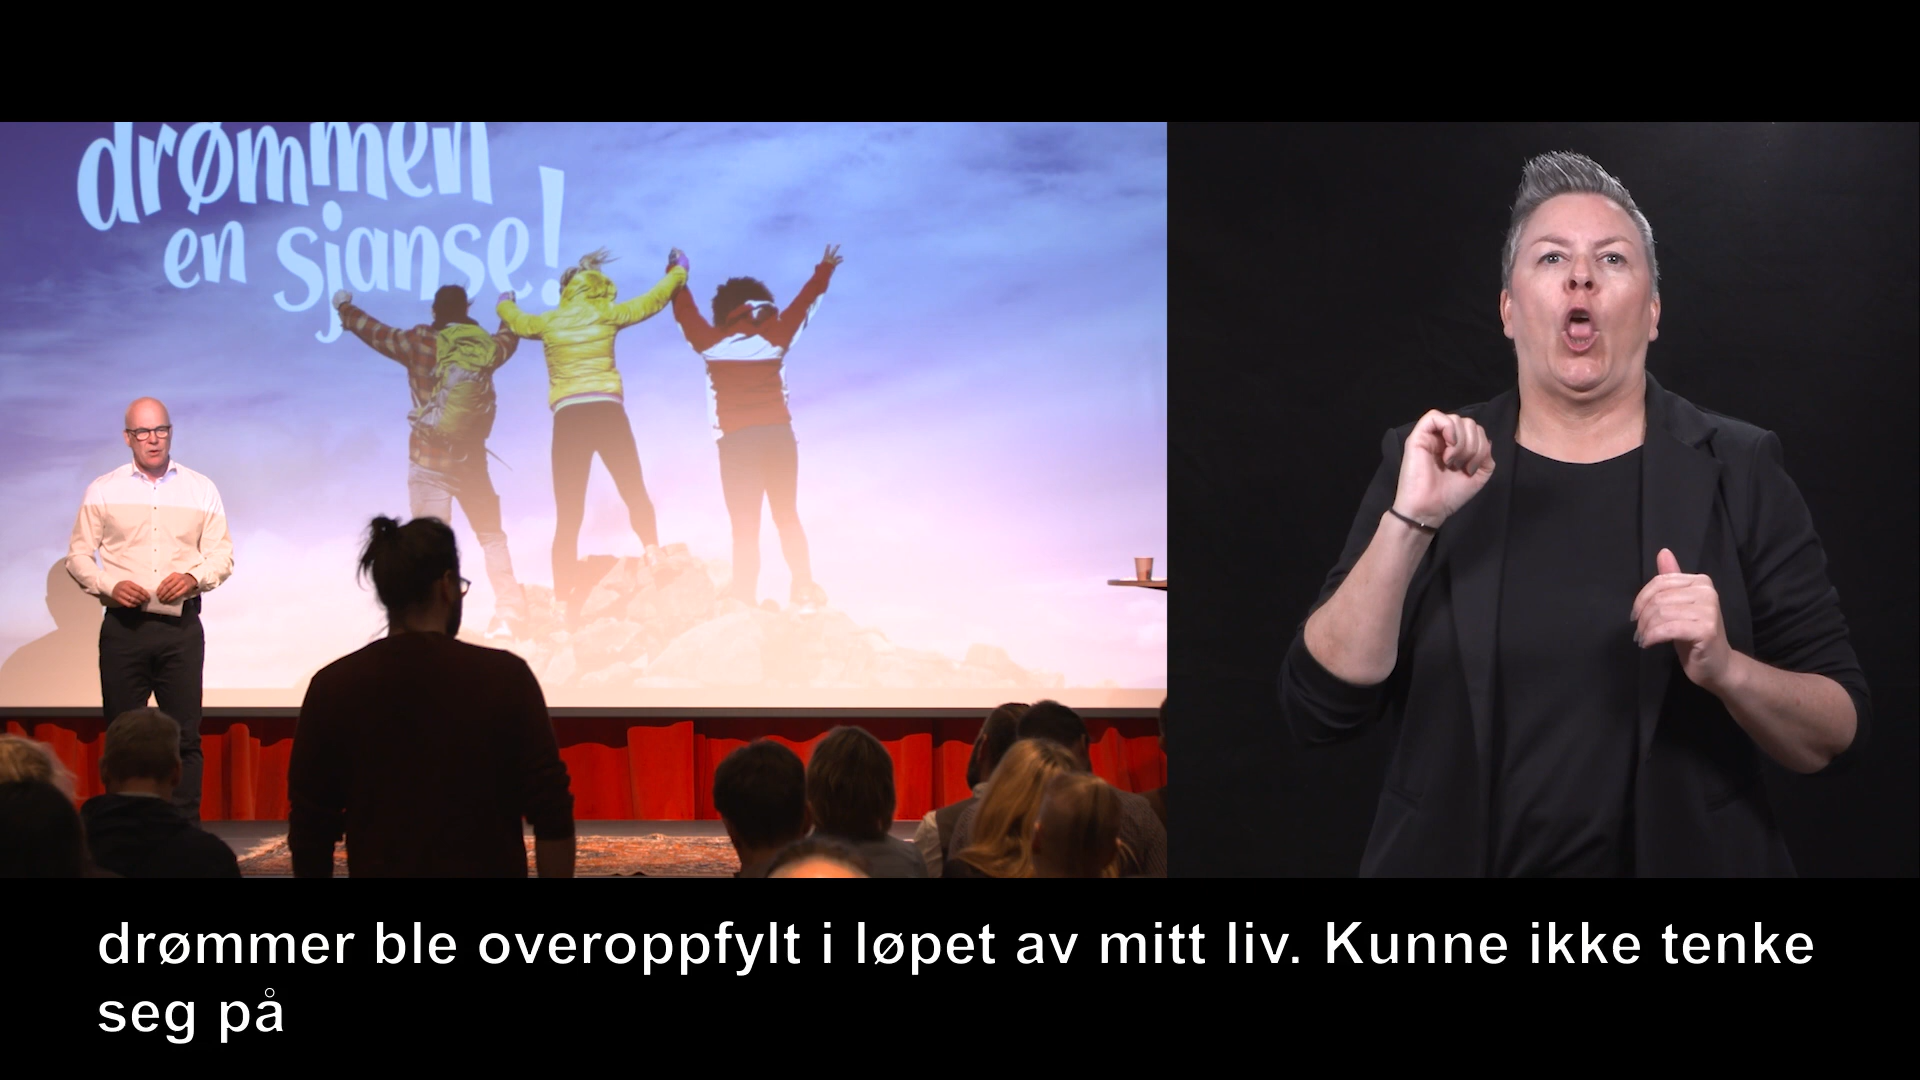 drømmen
en sjanse!
drømmer ble overoppfylt i løpet av mitt liv. Kunne ikke tenke
seg på